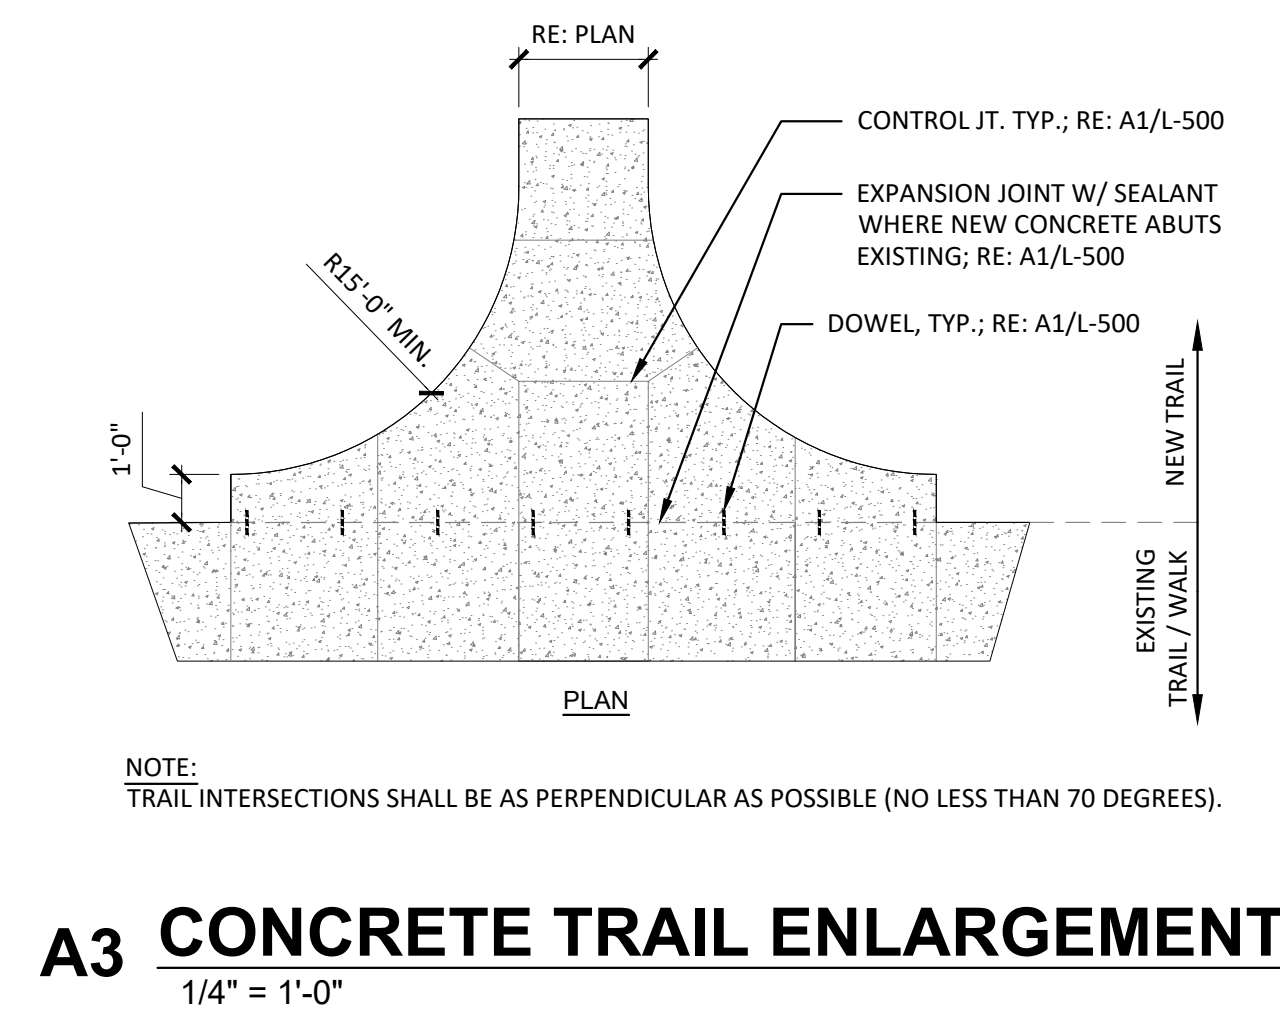 RE: PLAN
CONTROL JT. TYP.; RE: A1/L-500
EXPANSION JOINT W/ SEALANT
WHERE NEW CONCRETE ABUTS
EXISTING; RE: A1/L-500
DOWEL, TYP.; RE: A1/L-500
R15'-0" MIN.
1'-0"
NEW TRAIL
EXISTING
TRAIL / WALK
PLAN
NOTE:
TRAIL INTERSECTIONS SHALL BE AS PERPENDICULAR AS POSSIBLE (NO LESS THAN 70 DEGREES).
A3 CONCRETE TRAIL ENLARGEMENT
1/4" = 1'-0"